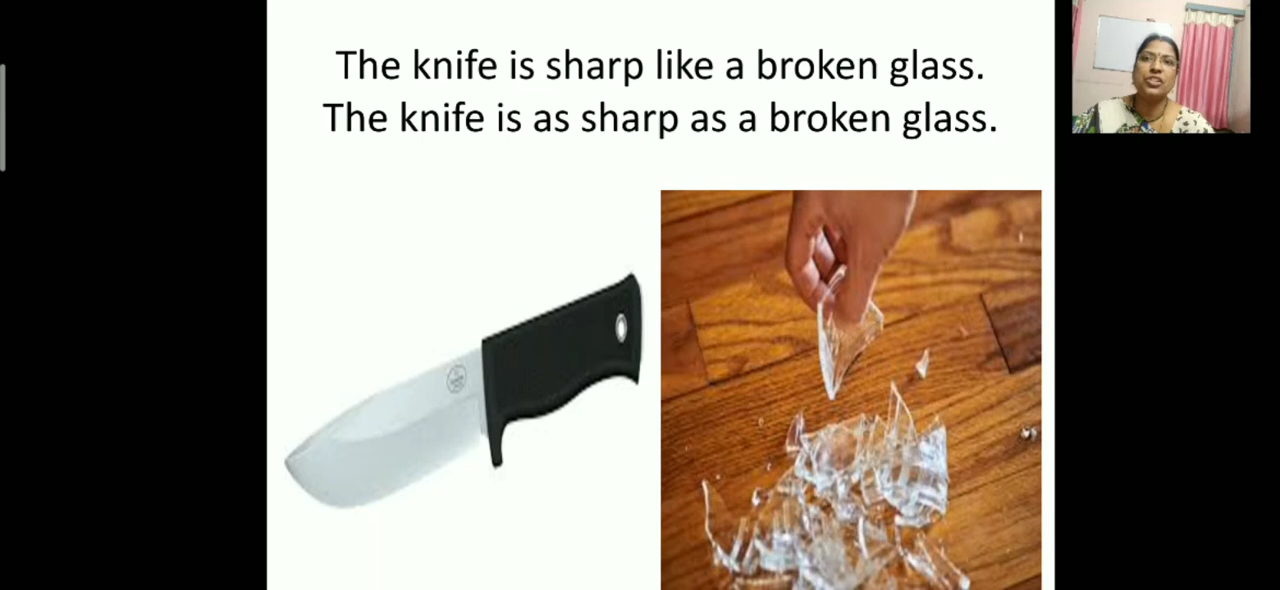 The knife is sharp like a broken glass.
The knife is as sharp as a broken glass.